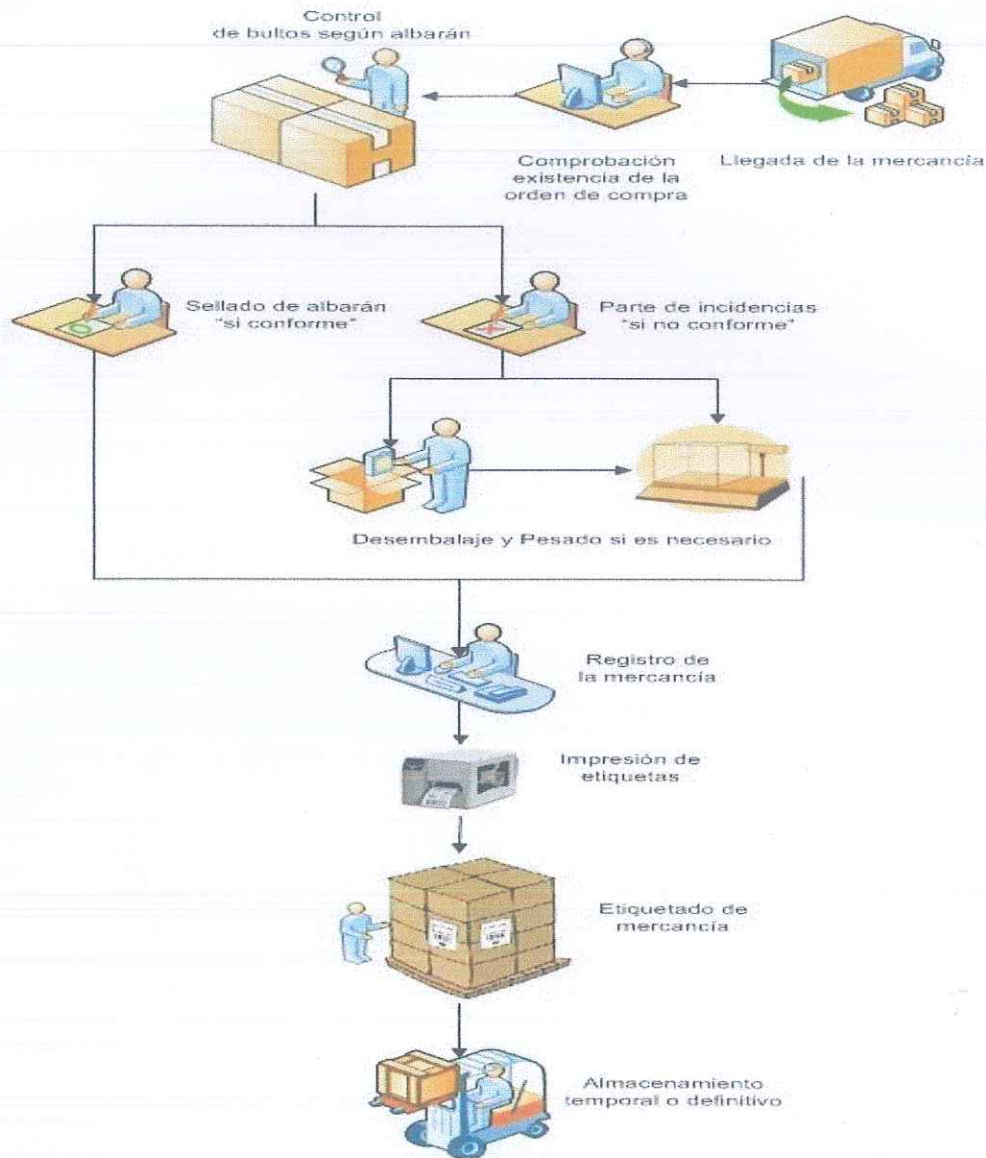 Control
de bultos según albarán
Comprobación
existencia de la
orden de compra
Llegada de la mercancía
Sellado de albarán
"si conforme"
Parte de incidencias
"si no conforme"
Desembalaje y Pesado si es necesario
Registro de
la mercancía
Impresión de
etiquetas
Etiquetado de
mercancía
Almacenamiento
temporal o definitivo